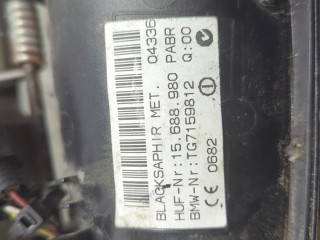 BLACKSAPHIR MET. 04336
HUF-Nr:15.688.980 PABR
BMW-Nr:TG7159812 Q:00
CE 0682